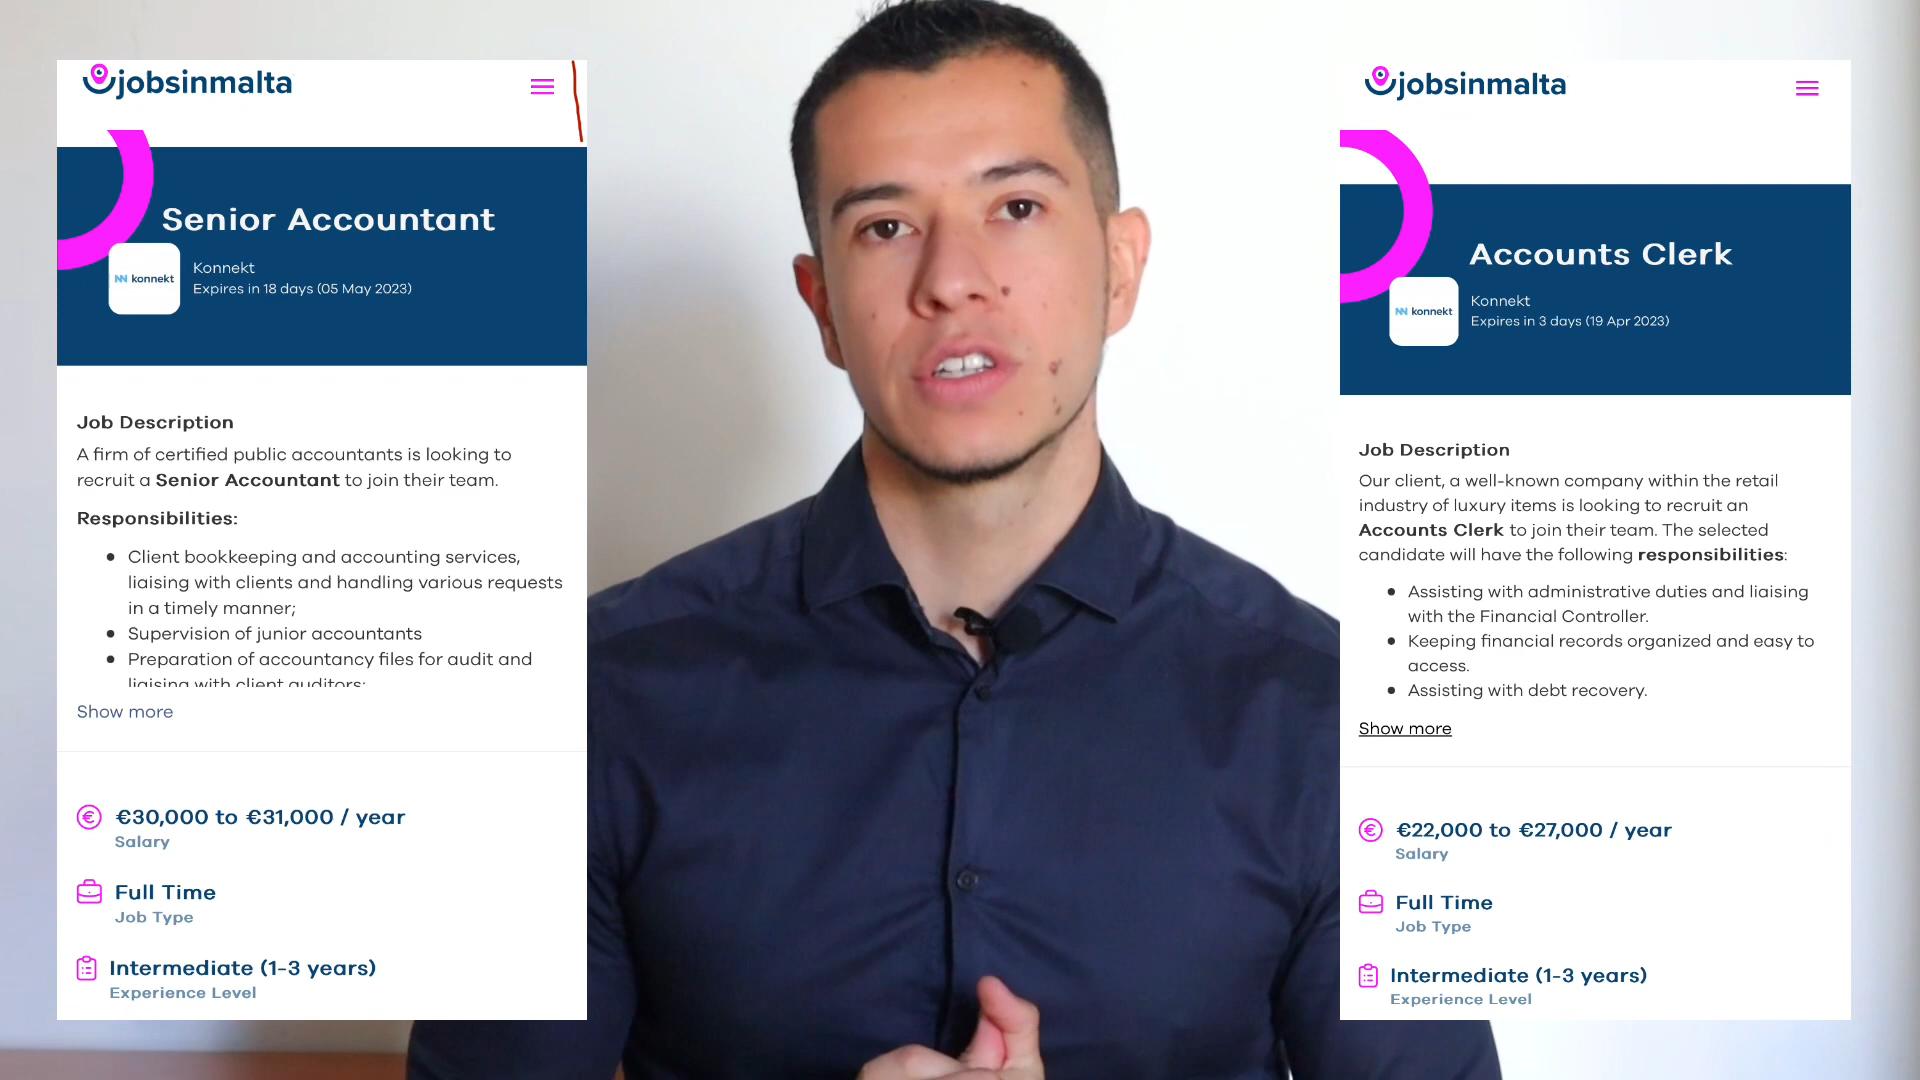 jobsinmalta
Senior Accountant
konnekt
Konnekt
Expires in 18 days (05 May 2023)
Job Description
A firm of certified public accountants is looking to
recruit a Senior Accountant to join their team.
Responsibilities:
Client bookkeeping and accounting services,
liaising with clients and handling various requests
in a timely manner;
Supervision of junior accountants
Preparation of accountancy files for audit and
liaising with client auditors;
Show more
€30,000 to €31,000 / year
Salary
Full Time
Job Type
Intermediate (1-3 years)
Experience Level
jobsinmalta
Accounts Clerk
konnekt
Konnekt
Expires in 3 days (19 Apr 2023)
Job Description
Our client, a well-known company within the retail
industry of luxury items is looking to recruit an
Accounts Clerk to join their team. The selected
candidate will have the following responsibilities:
Assisting with administrative duties and liaising
with the Financial Controller.
Keeping financial records organized and easy to
access.
Assisting with debt recovery.
Show more
€22,000 to €27,000 / year
Salary
Full Time
Job Type
Intermediate (1-3 years)
Experience Level